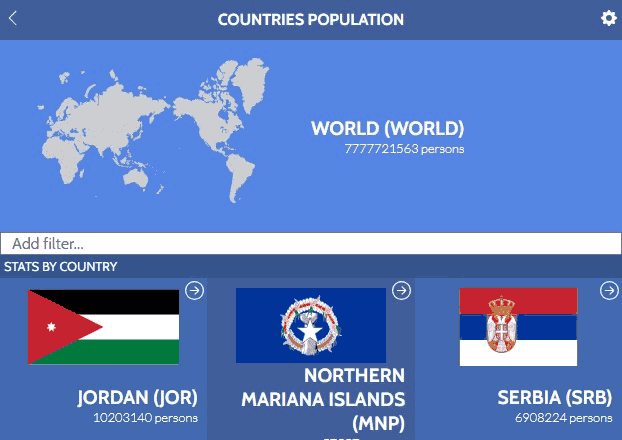 COUNTRIES POPULATION
WORLD (WORLD)
7777721563 persons
Add filter...
STATS BY COUNTRY
JORDAN (JOR)
10203140 persons
NORTHERN
MARIANA ISLANDS
(MNP)
SERBIA (SRB)
6908224 persons